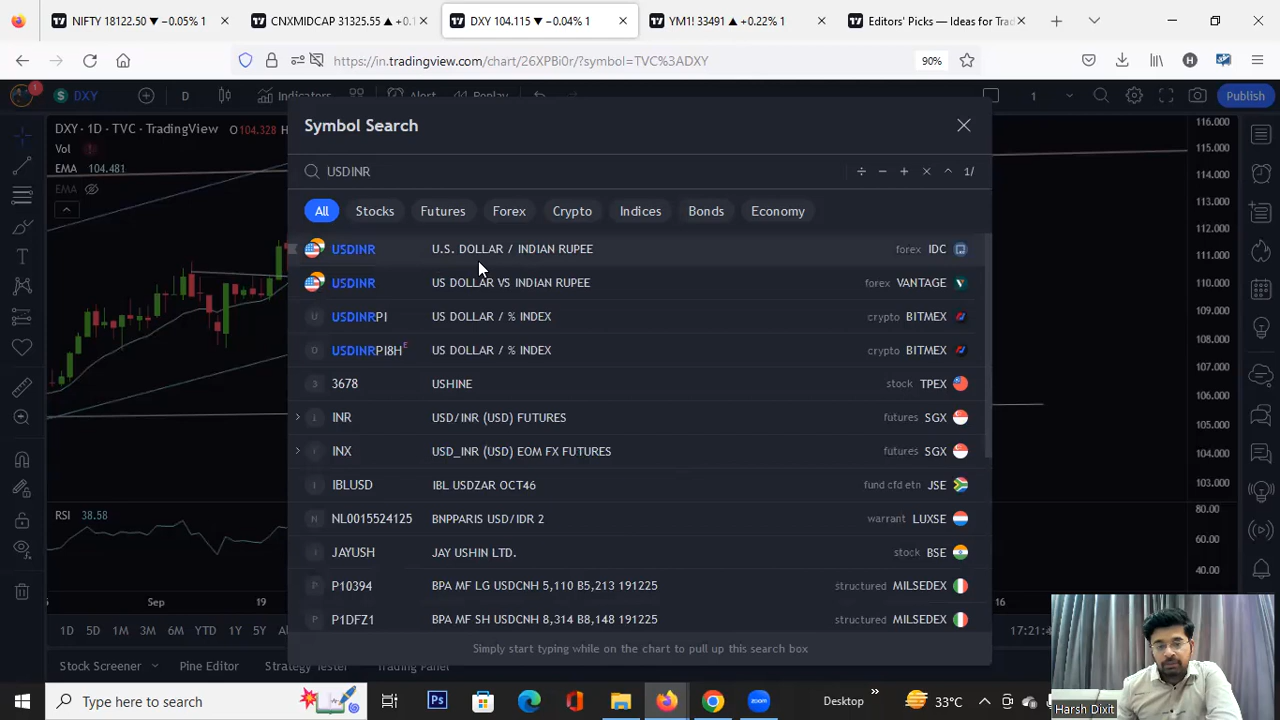 NIFTY 18122.50 ▼ −0.05% 1
CNXMIDCAP 31325.55 ▲ +0.1
DXY 104.115 ▼ −0.04% 1
YM1! 33491 ▲ +0.22% 1
Editors' Picks — Ideas for Trad
https://in.tradingview.com/chart/
/?symbol=TVC%3ADXY
90%
1
S DXY
D
Indicators
Alert
Replay
1
Publish
DXY · 1D · TVC · TradingView
O104.328
Vol
EMA 104.481
EMA
RSI 38.58
Symbol Search
USDINR
1/
All
Stocks
Futures
Forex
Crypto
Indices
Bonds
Economy
USDINR U.S. DOLLAR / INDIAN RUPEE forex IDC
USDINR US DOLLAR VS INDIAN RUPEE forex VANTAGE
U USDINRPI US DOLLAR / % INDEX crypto BITMEX
USDINRPI8H E US DOLLAR / % INDEX crypto BITMEX
3 3678 USHINE stock TPEX
I INR USD/INR (USD) FUTURES futures SGX
I INX USD_INR (USD) EOM FX FUTURES futures SGX
I IBLUSD IBL USDZAR OCT46 fund cfd etn JSE
N NL0015524125 BNPPARIS USD/IDR 2 warrant LUXSE
J JAYUSH JAY USHIN LTD. stock BSE
P P10394 BPA MF LG USDCNH 5,110 B5,213 191225 structured MILSEDEX
P P1DFZ1 BPA MF SH USDCNH 8,314 B8,148 191225 structured MILSEDEX
Simply start typing while on the chart to pull up this search box
116.000
115.000
114.000
113.000
112.000
111.000
110.000
109.000
108.000
107.000
106.000
105.000
104.000
103.000
80.00
60.00
40.00
Sep
19
16
1D
5D
1M
3M
6M
YTD
1Y
5Y
17:21:4
Stock Screener
Pine Editor
Strategy Tester
Trading Panel
Type here to search
Ps
zoom
Desktop
33°C
Harsh Dixit